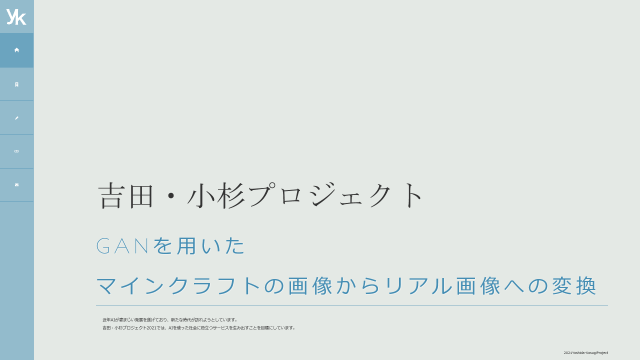 yk
吉田・小杉プロジェクト
GANを用いた
マインクラフトの画像からリアル画像への変換
近年AIが目まじい発展を遂げており、新たな時代が訪れようとしています。
吉田・小杉プロジェクト2021では、AIを使った社会に役立つサービスを生み出すことを目標にしています。